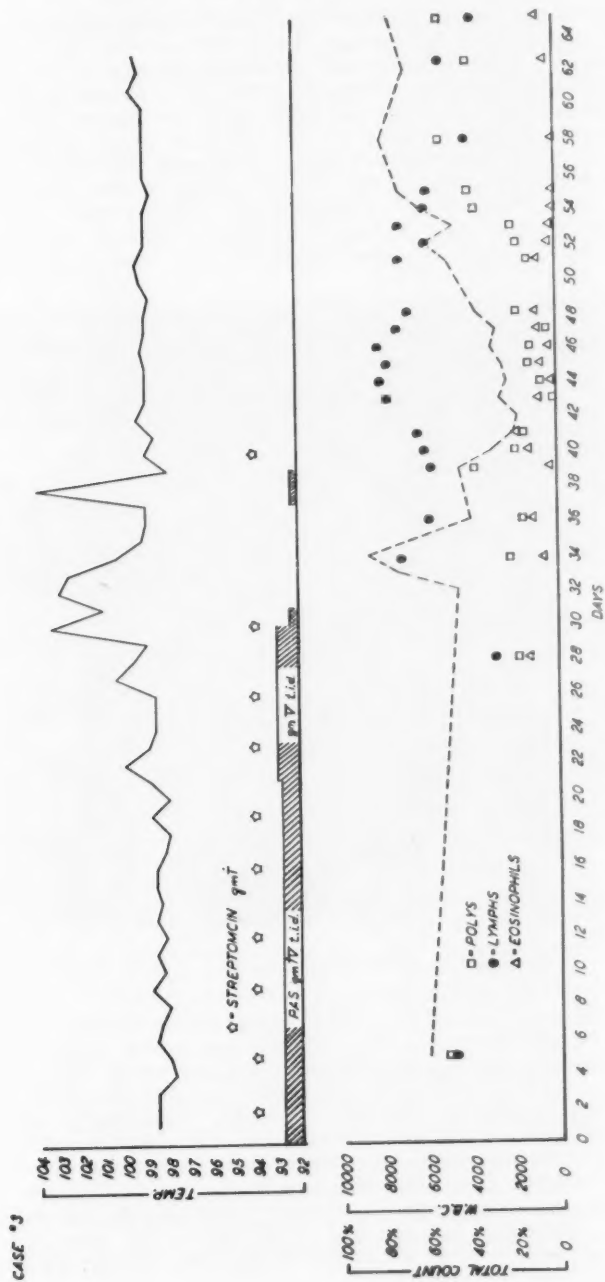 CASE #3
TEMP.
104
103
102
101
100
99
98
97
96
95
94
93
92
☆=STREPTOMCIN gm i
PAS gm IV t.i.d.
gm V t.i.d.
TOTAL COUNT
100%
80%
60%
40%
20%
0
W.B.C.
10000
8000
6000
4000
2000
0
□=POLYS
●=LYMPHS
△=EOSINOPHILS
0 2 4 6 8 10 12 14 16 18 20 22 24 26 28 30 32 34 36 38 40 42 44 46 48 50 52 54 56 58 60 62 64
DAYS